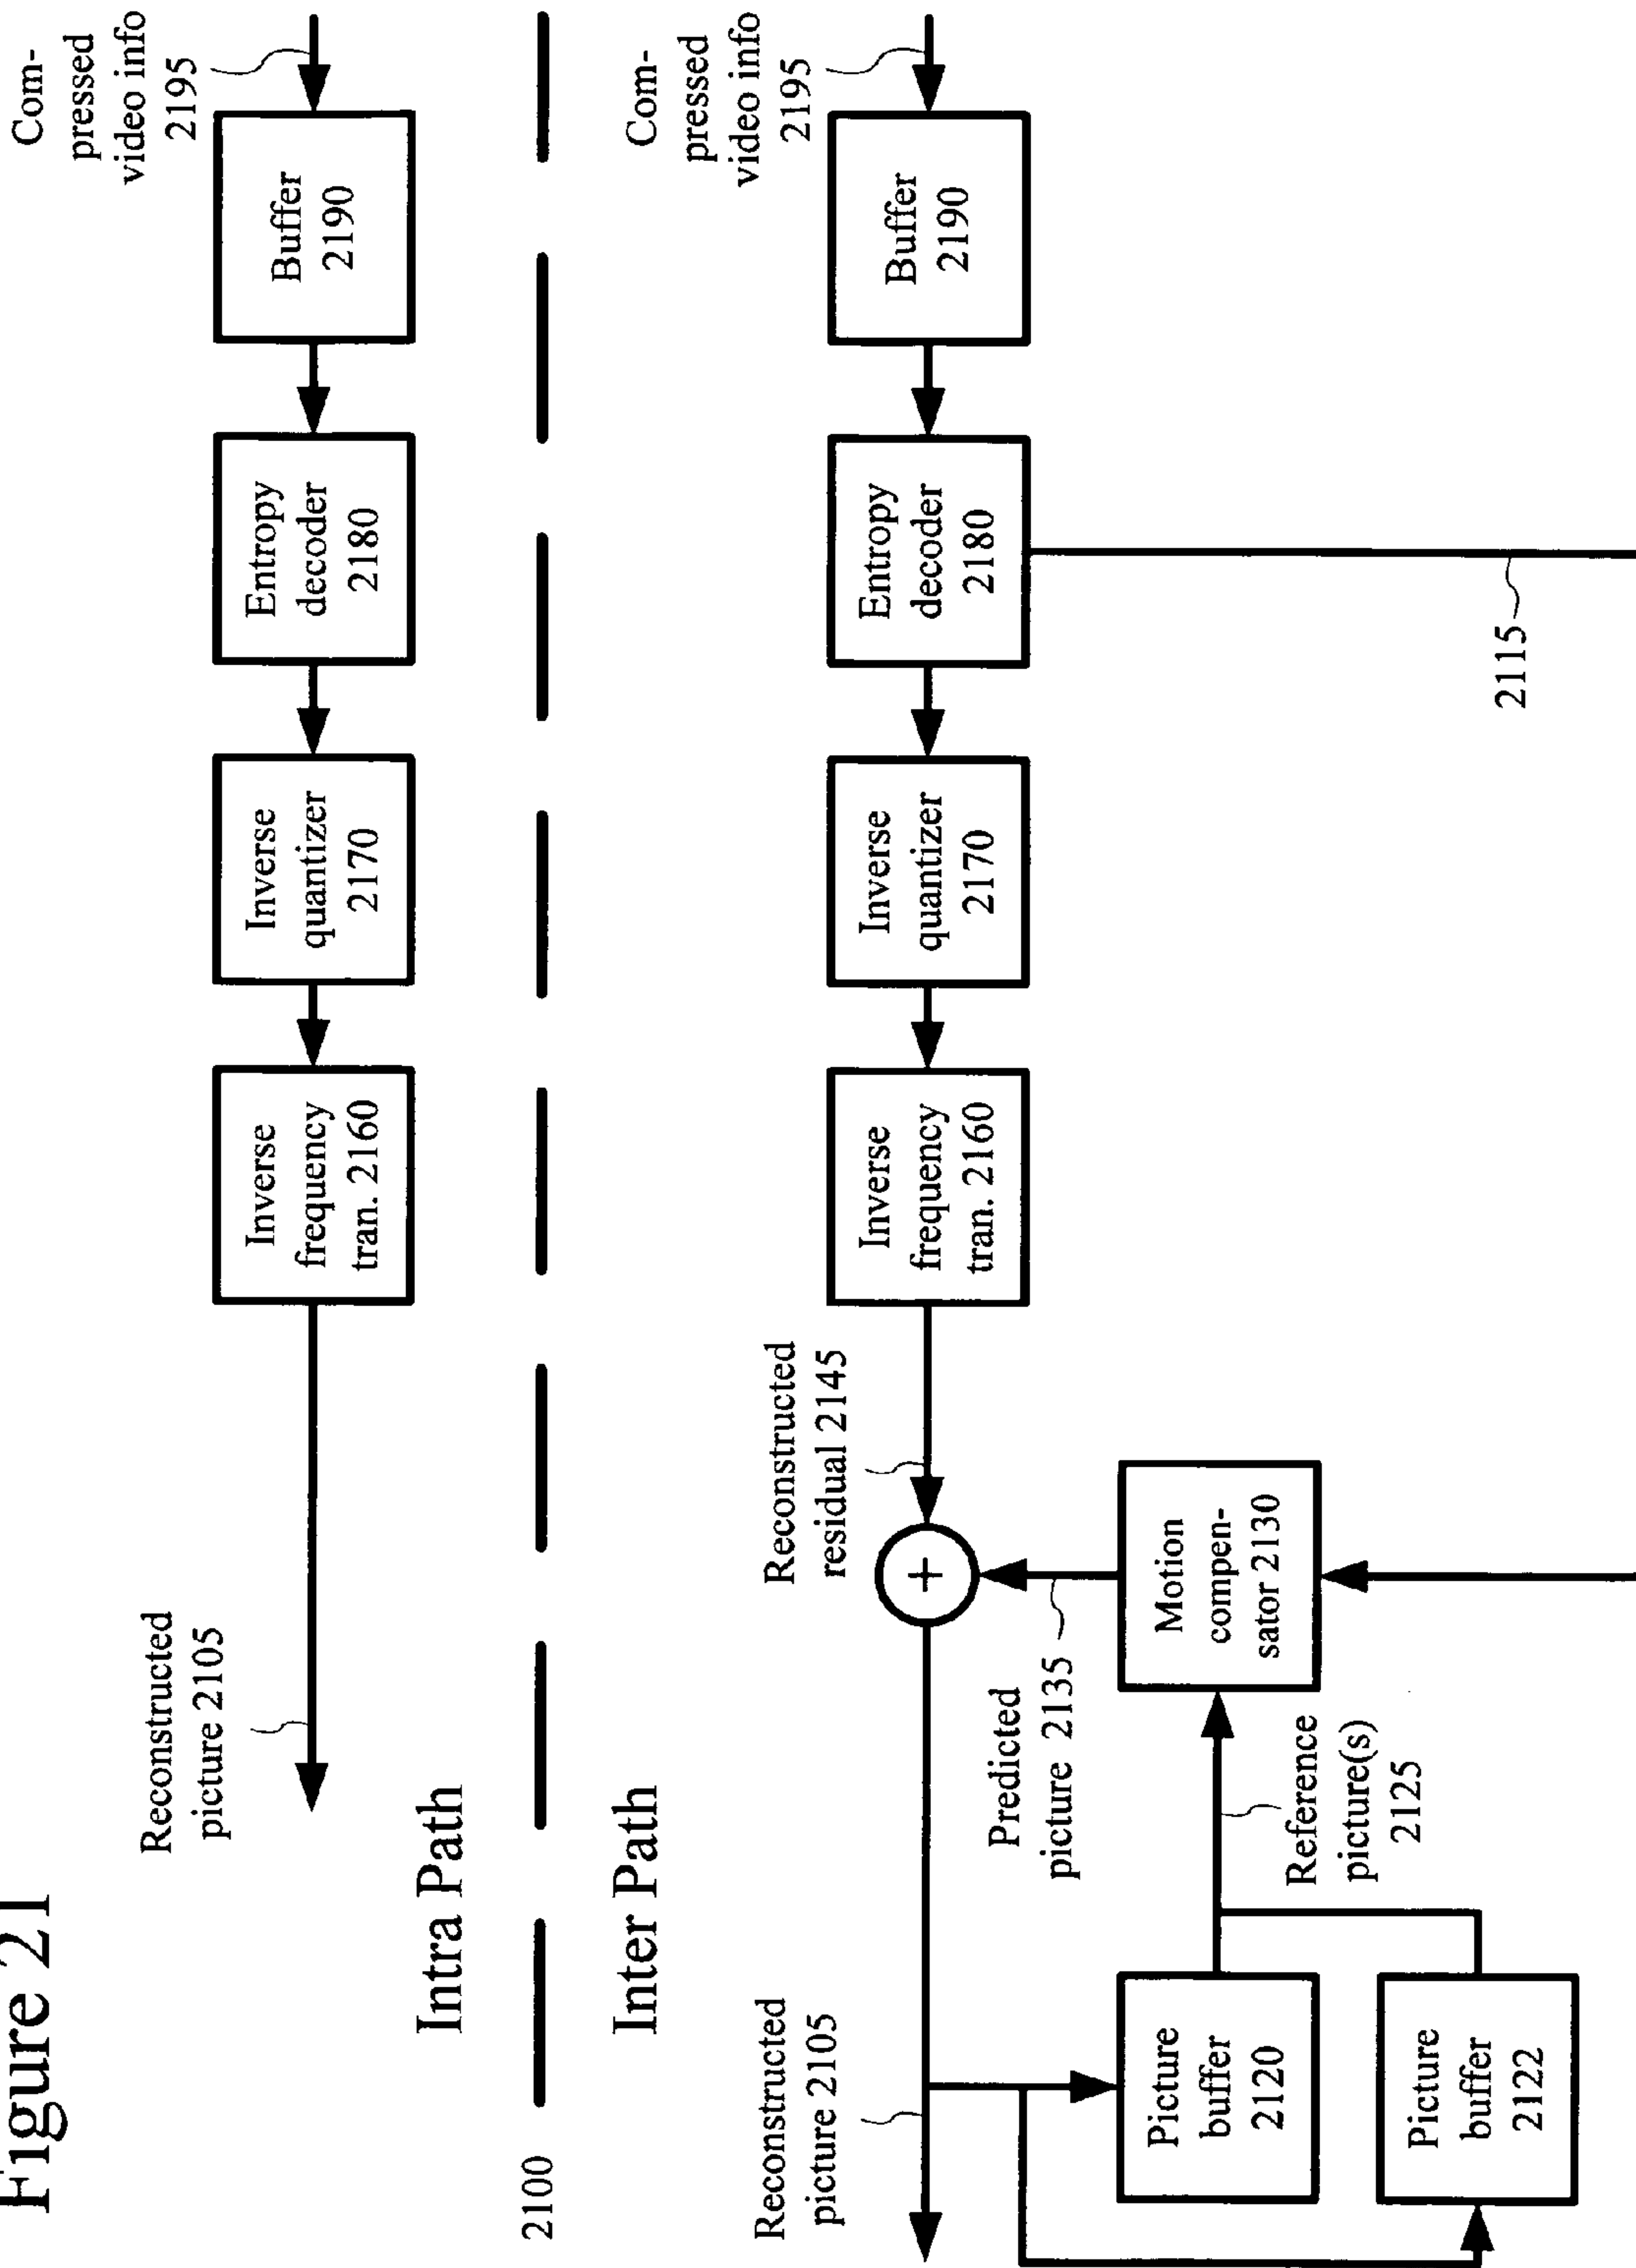 Figure 21
Reconstructed
picture 2105
Inverse
frequency
tran. 2160
Inverse
quantizer
2170
Entropy
decoder
2180
Buffer
2190
Com-
pressed
video info
2195
Intra Path
2100
Inter Path
Reconstructed
picture 2105
Reconstructed
residual 2145
+
Inverse
frequency
tran. 2160
Inverse
quantizer
2170
Entropy
decoder
2180
Buffer
2190
Com-
pressed
video info
2195
Predicted
picture 2135
Picture
buffer
2120
Motion
compen-
sator 2130
Reference
picture(s)
2125
Picture
buffer
2122
2115